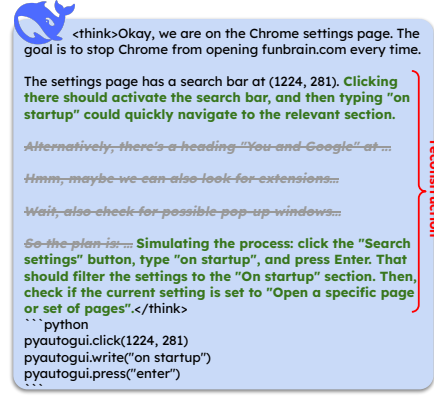 <think>Okay, we are on the Chrome settings page. The
goal is to stop Chrome from opening funbrain.com every time.
The settings page has a search bar at (1224, 281). Clicking
there should activate the search bar, and then typing "on
startup" could quickly navigate to the relevant section.
Alternatively, there's a heading "You and Google" at ...
Hmm, maybe we can also look for extensions...
Wait, also check for possible pop-up windows...
So the plan is: ... Simulating the process: click the "Search
settings" button, type "on startup", and press Enter. That
should filter the settings to the "On startup" section. Then,
check if the current setting is set to "Open a specific page
or set of pages".</think>
```python
pyautogui.click(1224, 281)
pyautogui.write("on startup")
pyautogui.press("enter")
```